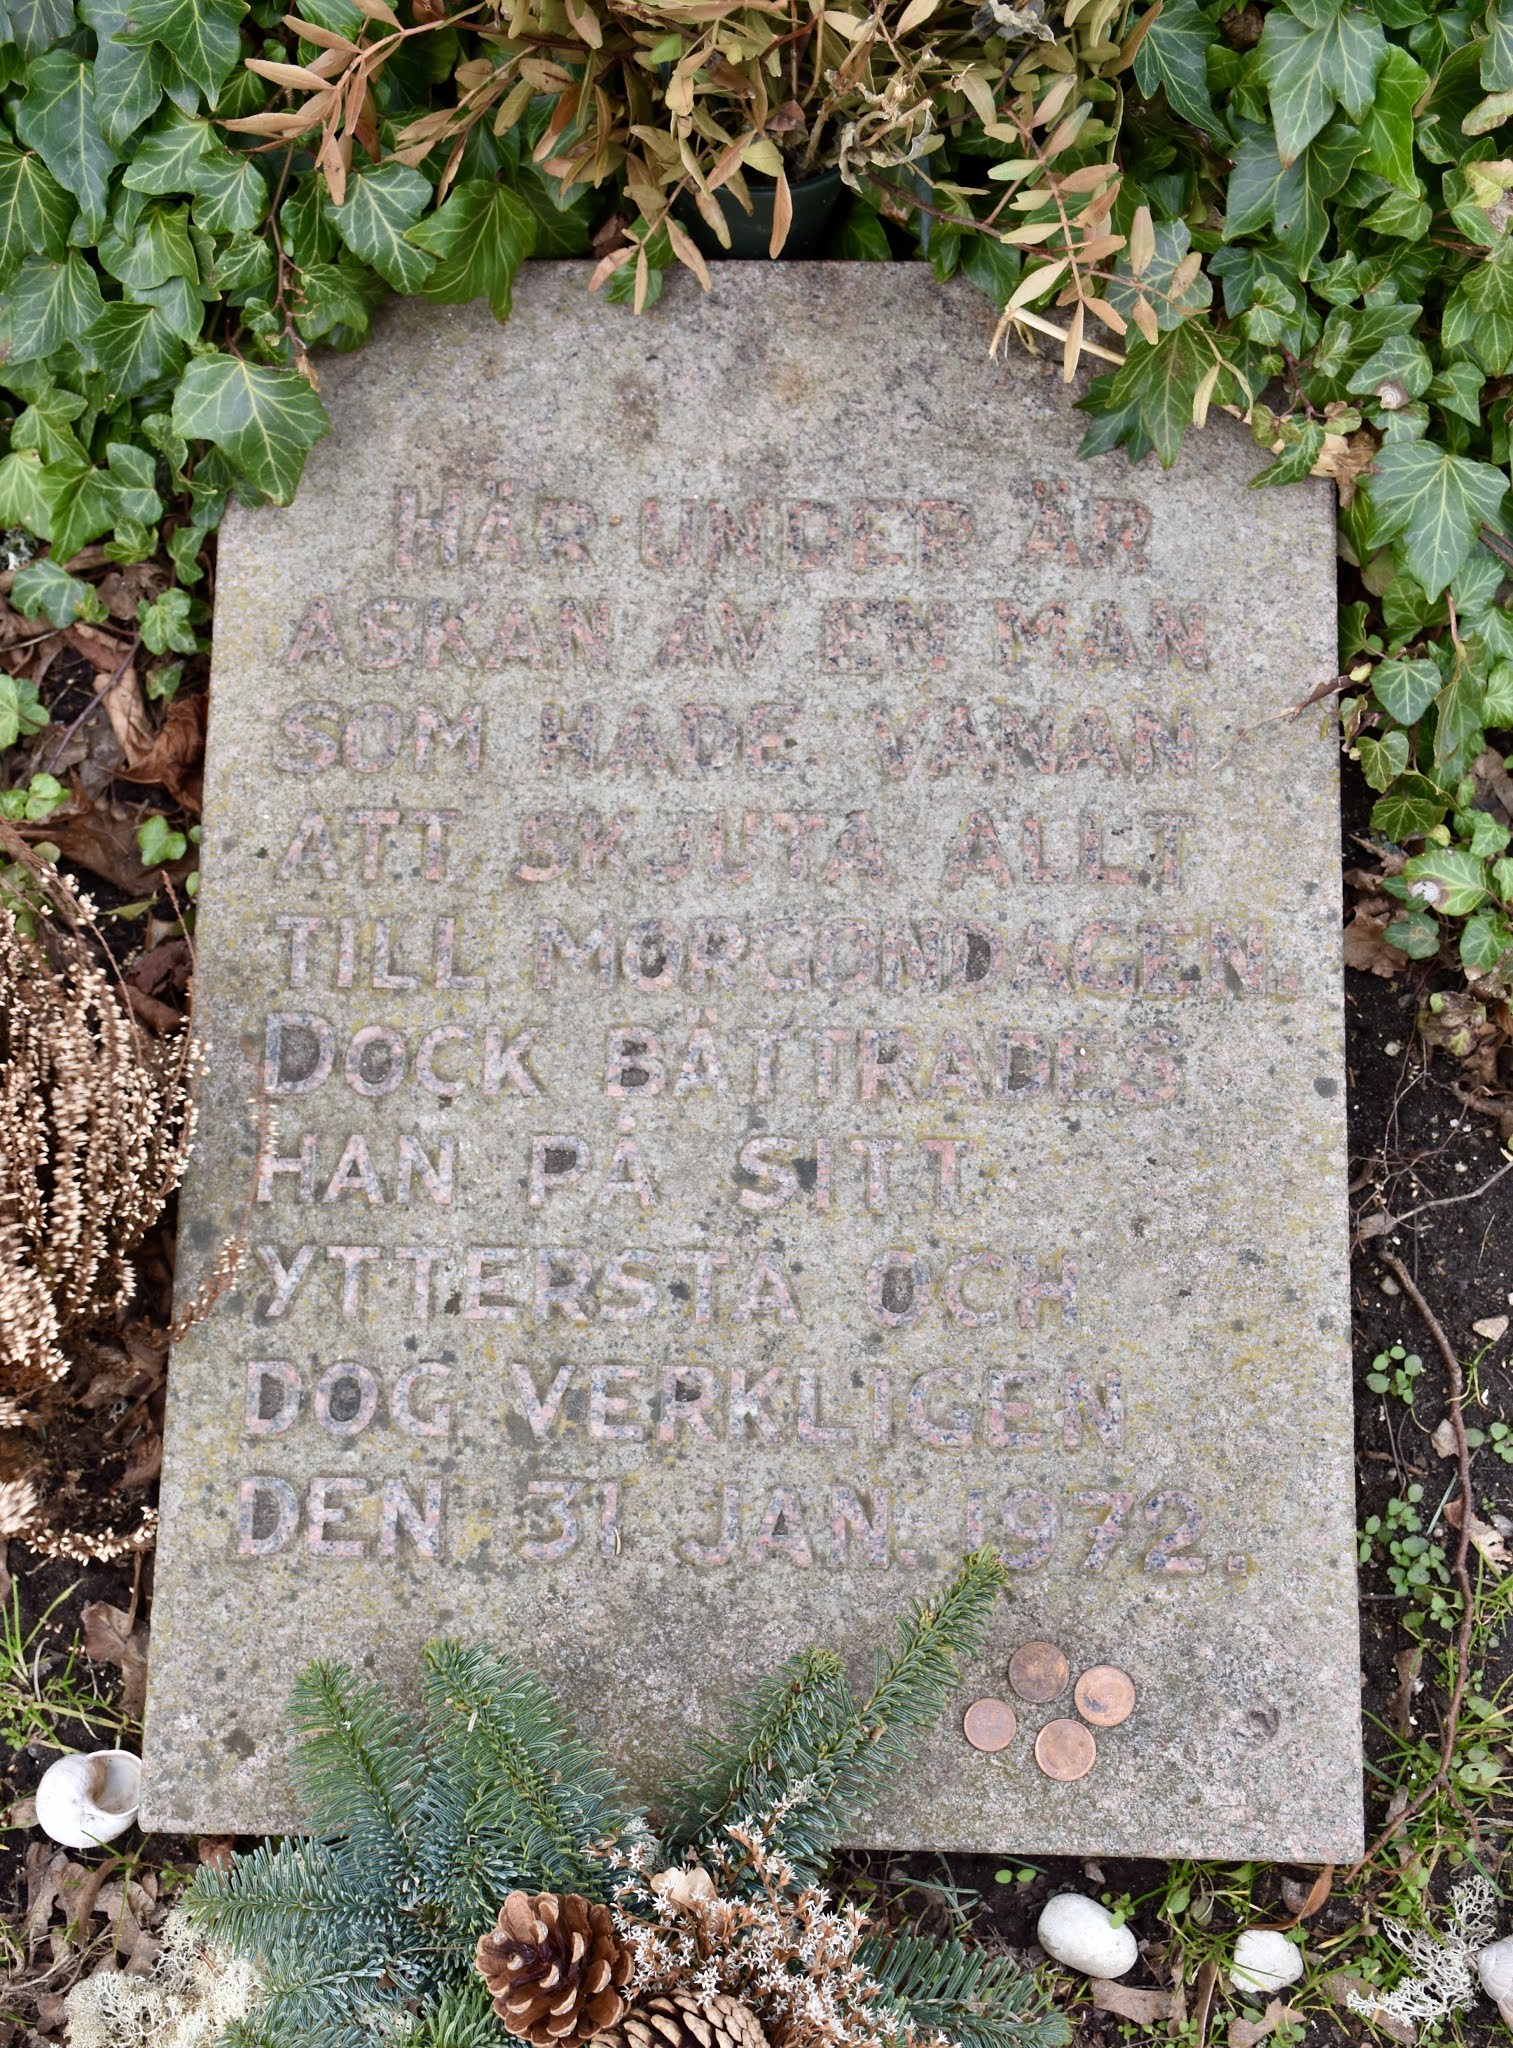 HÄR UNDER ÄR
ASKAN AV EN MAN
SOM HADE VANAN
ATT SKJUTA ALLT
TILL MORGONDAGEN.
DOCK BÄTTRADES
HAN PÅ SITT
YTTERSTA OCH
DOG VERKLIGEN
DEN 31 JAN. 1972.